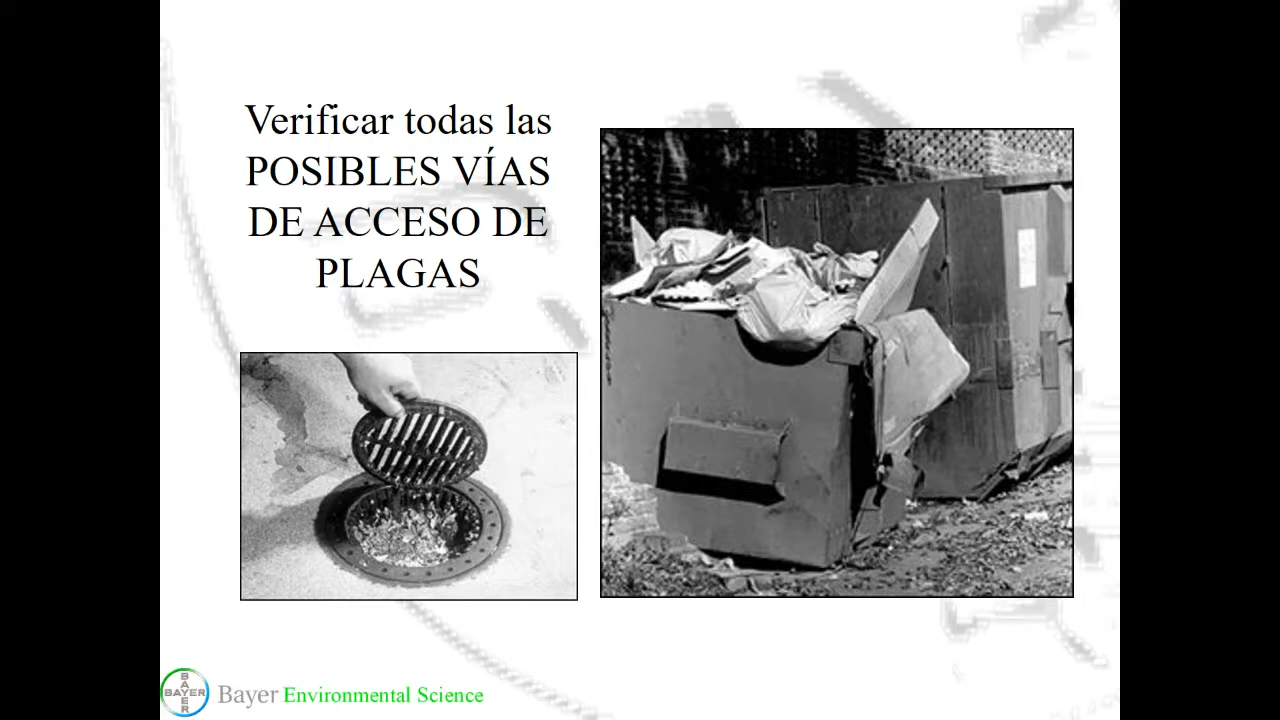 Verificar todas las
POSIBLES VÍAS
DE ACCESO DE
PLAGAS
BAYER
BAYER
Bayer Environmental Science